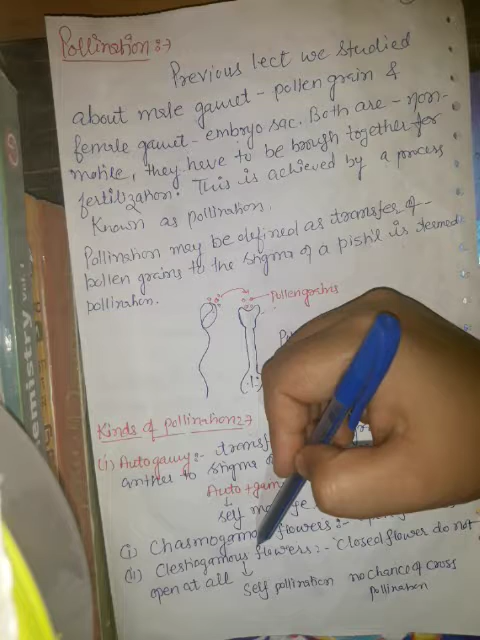 Pollination :→
Previous lect we studied
about male gamet - pollen grain &
female gamet - embryo sac. Both are - non-
motile, they have to be brough together for
fertilization. This is achieved by a process
Known as pollination.
Pollination may be defined as transfer of
pollen grains to the stigma of a pistil is
pollination.
Pollengrains
Kinds of pollination:→
(i) Autogamy :- transf
anther to stigma
Auto + gam
↓
self
(i) Chasmogamo flowers :-
(ii) Cleistogamous flowers :- Closed flower do not
open at all ↓
self pollination no chance of cross
pollination
hemistry